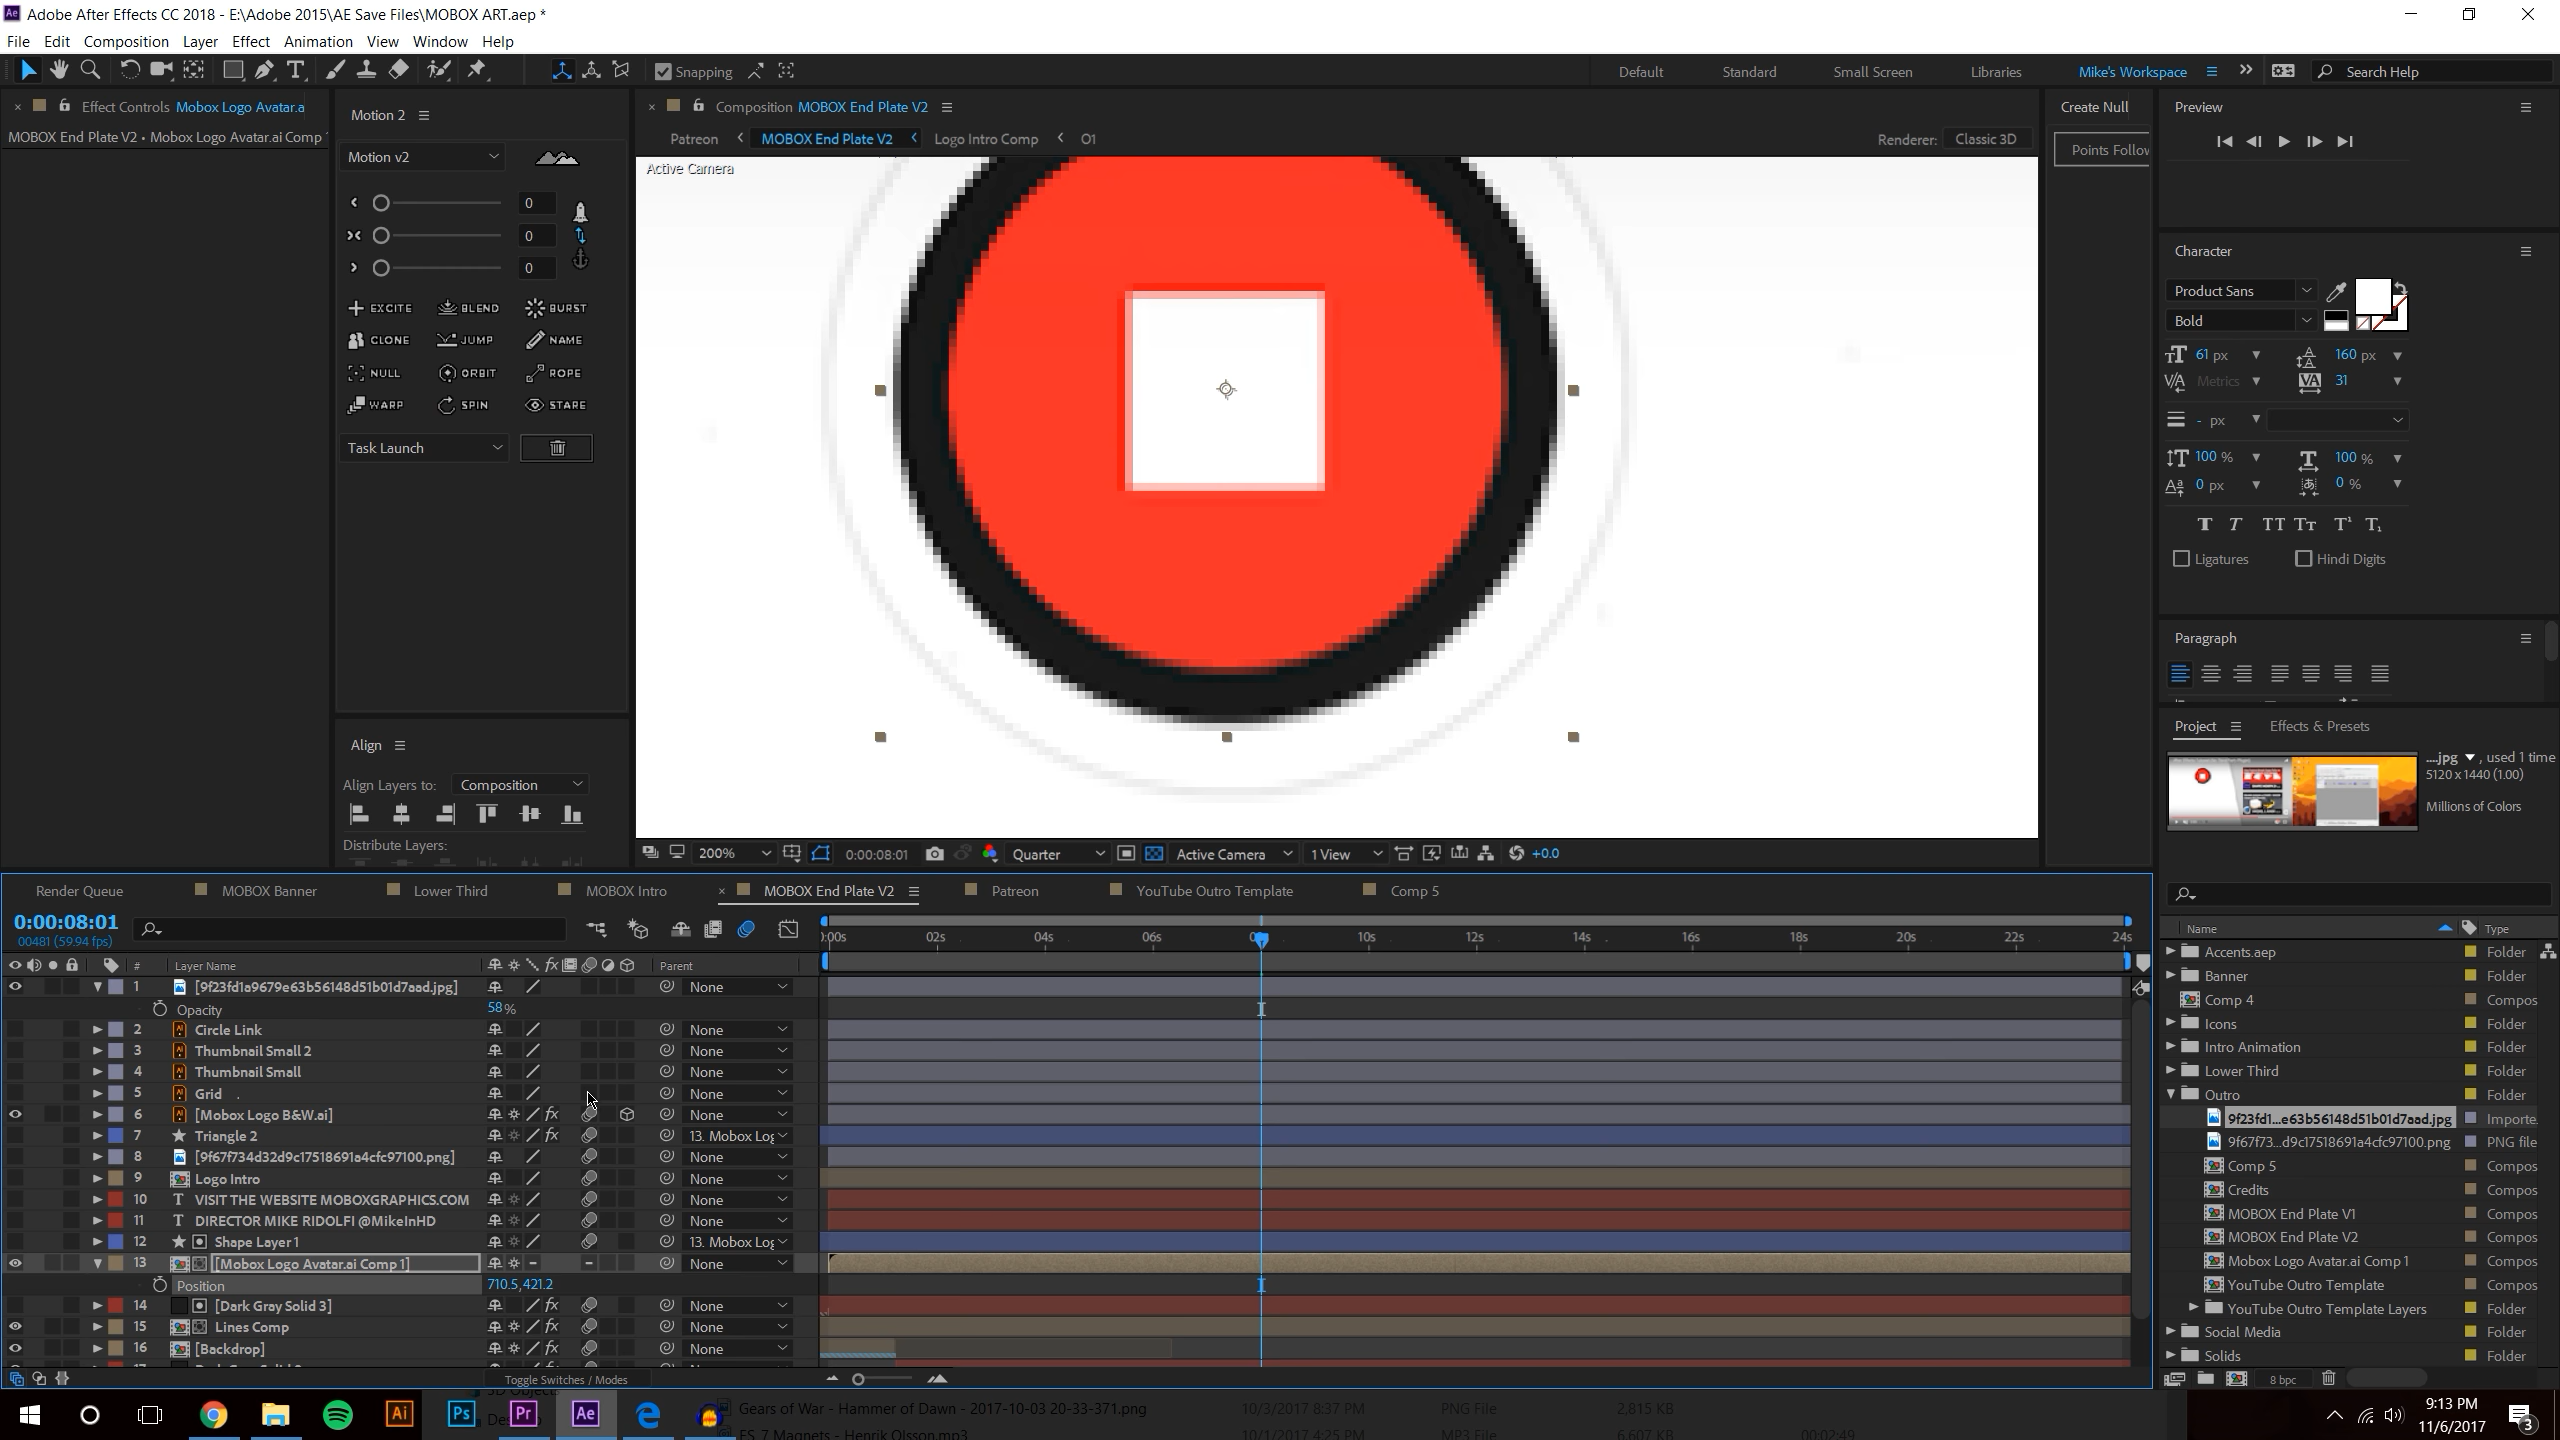 Adobe After Effects CC 2018 - E:\Adobe 2015\AE Save Files\MOBOX ART.aep *
File Edit Composition Layer Effect Animation View Window Help
Snapping
Default Standard Small Screen Libraries Mike's Workspace Search Help
Effect Controls Mobox Logo Avatar.a
MOBOX End Plate V2 • Mobox Logo Avatar.ai Comp 1
Motion 2
Motion v2
0
0
0
EXCITE BLEND BURST
CLONE JUMP NAME
NULL ORBIT ROPE
WARP SPIN STARE
Task Launch
Align
Align Layers to: Composition
Distribute Layers:
Composition MOBOX End Plate V2
Patreon MOBOX End Plate V2 Logo Intro Comp O1
Renderer: Classic 3D
Active Camera
200% 0:00:08:01 Quarter Active Camera 1 View +0.0
Create Null
Points Follow
Preview
Character
Product Sans
Bold
61 px 160 px
Metrics 31
- px
100 % 100 %
0 px 0 %
Ligatures Hindi Digits
Paragraph
Project Effects & Presets
....jpg , used 1 time
5120 x 1440 (1.00)
Millions of Colors
Name Type
Accents.aep Folder
Banner Folder
Comp 4 Compos
Icons Folder
Intro Animation Folder
Lower Third Folder
Outro Folder
9f23fd1...e63b56148d51b01d7aad.jpg Importe
9f67f73...d9c17518691a4cfc97100.png PNG file
Comp 5 Compos
Credits Compos
MOBOX End Plate V1 Compos
MOBOX End Plate V2 Compos
Mobox Logo Avatar.ai Comp 1 Compos
YouTube Outro Template Compos
YouTube Outro Template Layers Folder
Social Media Folder
Solids Folder
8 bpc
Render Queue MOBOX Banner Lower Third MOBOX Intro MOBOX End Plate V2 Patreon YouTube Outro Template Comp 5
0:00:08:01
00481 (59.94 fps)
02s 04s 06s 10s 12s 14s 16s 18s 20s 22s 24s
# Layer Name Parent
1 [9f23fd1a9679e63b56148d51b01d7aad.jpg] None
Opacity 58%
2 Circle Link None
3 Thumbnail Small 2 None
4 Thumbnail Small None
5 Grid None
6 [Mobox Logo B&W.ai] None
7 Triangle 2 13. Mobox Log
8 [9f67f734d32d9c17518691a4cfc97100.png] None
9 Logo Intro None
10 VISIT THE WEBSITE MOBOXGRAPHICS.COM None
11 DIRECTOR MIKE RIDOLFI @MikeInHD None
12 Shape Layer 1 13. Mobox Log
13 [Mobox Logo Avatar.ai Comp 1] None
Position 710.5,421.2
14 [Dark Gray Solid 3] None
15 Lines Comp None
16 [Backdrop] None
Toggle Switches / Modes
Gears of War - Hammer of Dawn - 2017-10-03 20-33-371.png 10/3/2017 8:37 PM PNG File 2,815 KB
Magnets - Henrik Olsson.mp3 10/1/2017 4:25 PM MP3 File 6,607 KB 00:02:49
9:13 PM
11/6/2017
3